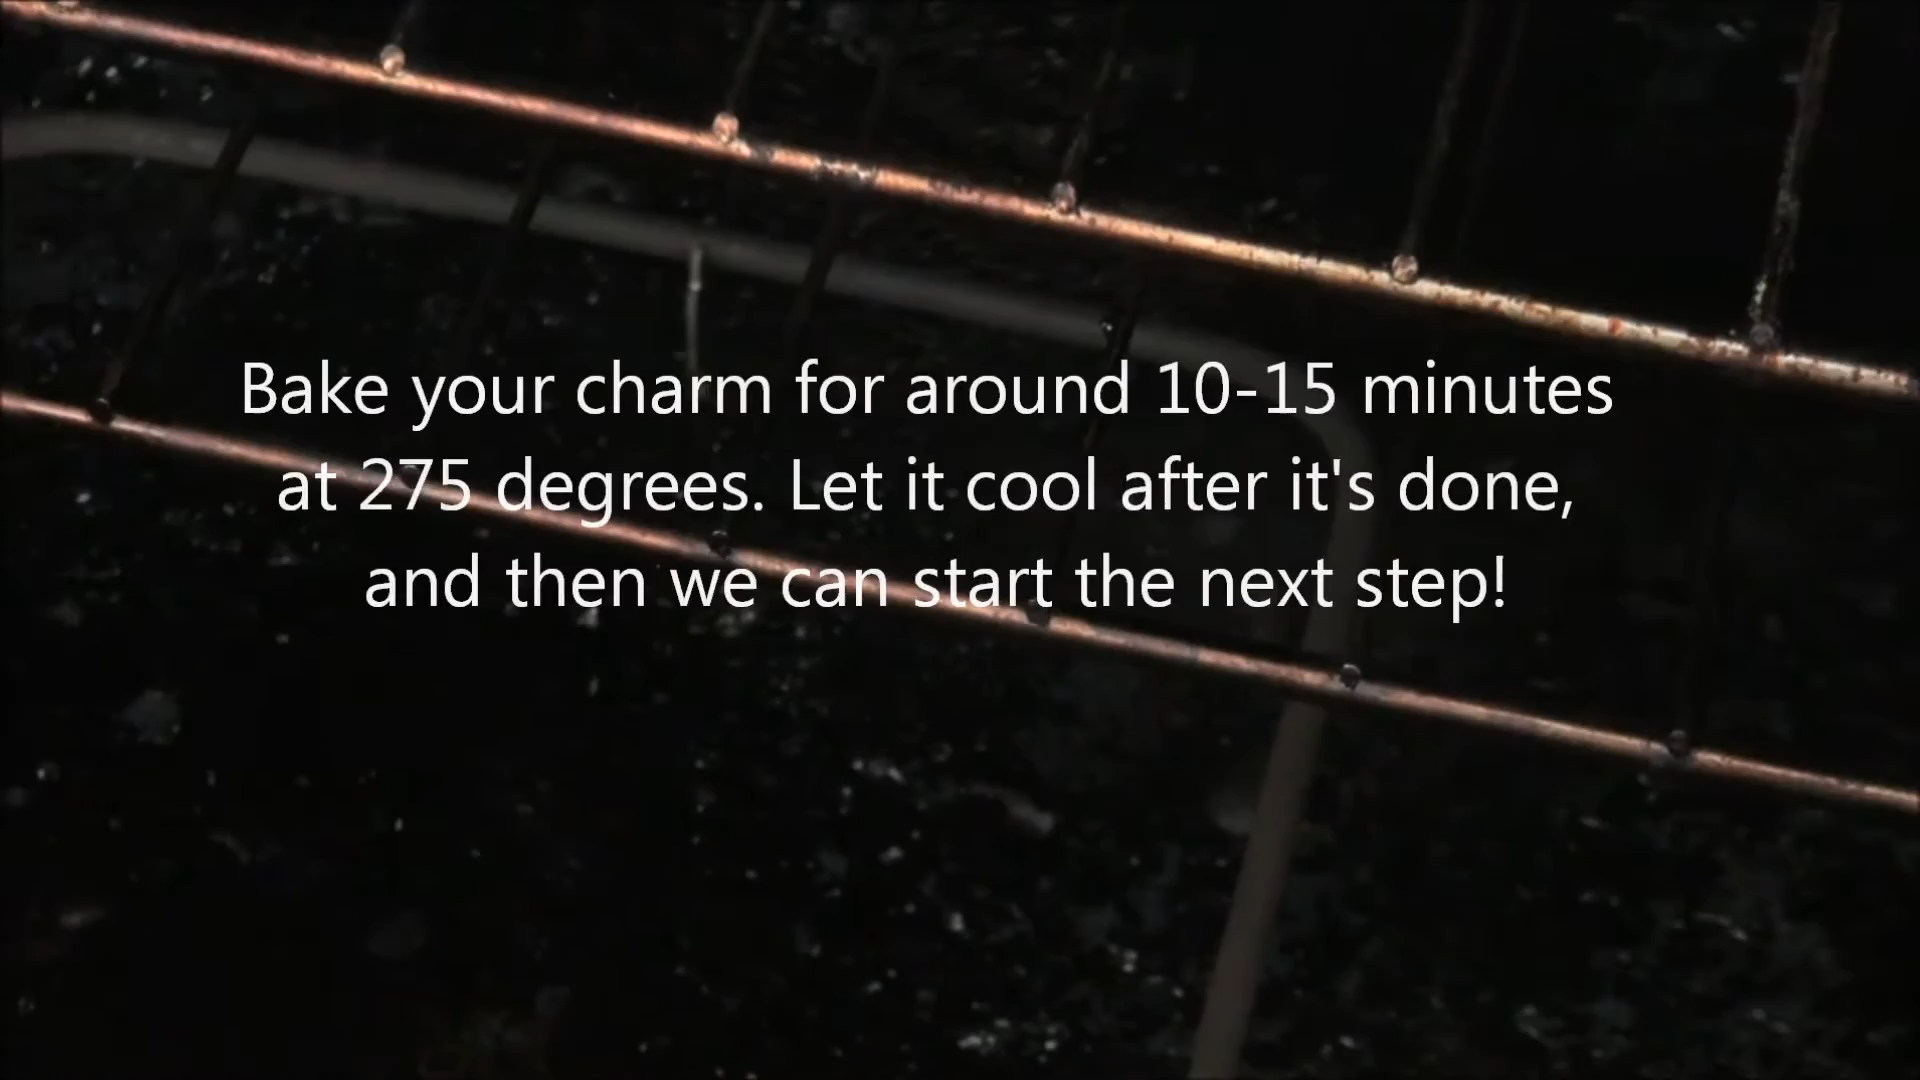 Bake your charm for around 10-15 minutes
at 275 degrees. Let it cool after it's done,
and then we can start the next step!